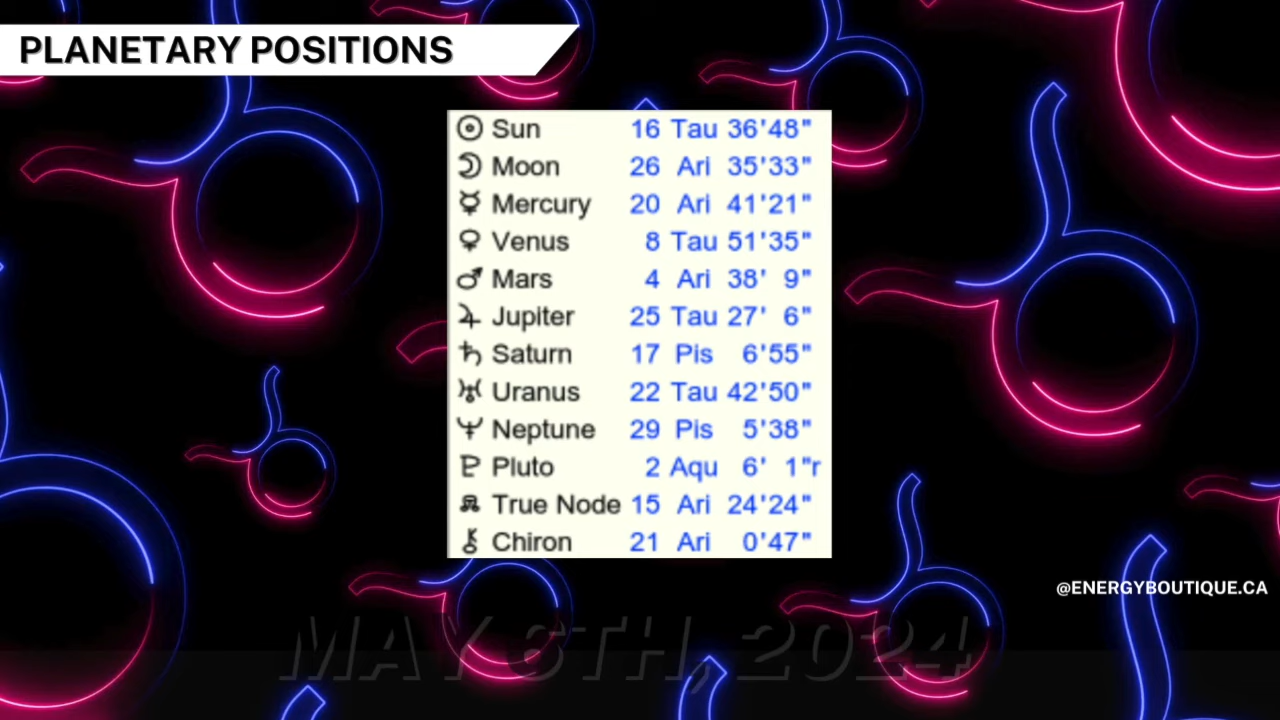 PLANETARY POSITIONS
Sun 16 Tau 36'48"
Moon 26 Ari 35'33"
Mercury 20 Ari 41'21"
Venus 8 Tau 51'35"
Mars 4 Ari 38' 9"
Jupiter 25 Tau 27' 6"
Saturn 17 Pis 6'55"
Uranus 22 Tau 42'50"
Neptune 29 Pis 5'38"
Pluto 2 Aqu 6' 1"r
True Node 15 Ari 24'24"
Chiron 21 Ari 0'47"
@ENERGYBOUTIQUE.CA
MAY 6TH, 2024